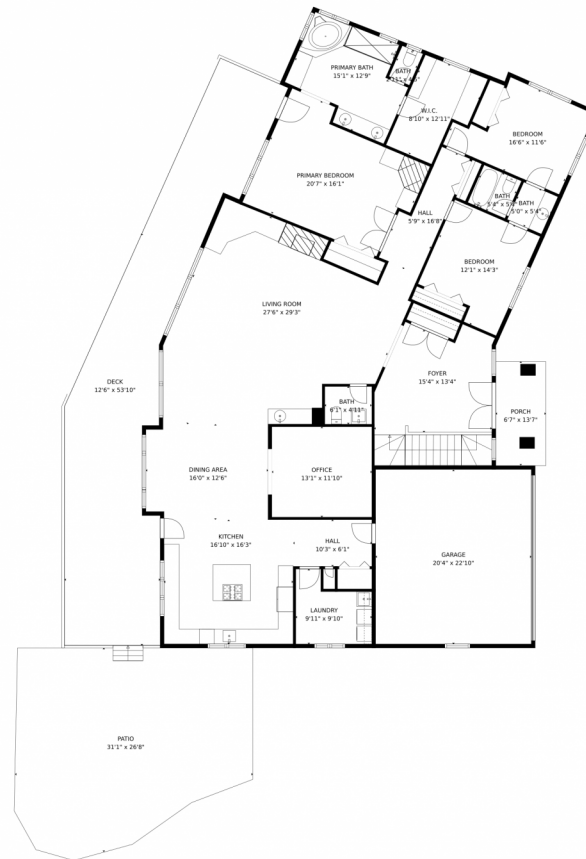 PRIMARY BATH
15'1" x 12'9"
BATH
W.I.C.
8'10" x 12'11"
BEDROOM
16'6" x 11'6"
PRIMARY BEDROOM
20'7" x 16'1"
BATH
BATH
5'0" x 5'4"
HALL
5'9" x 16'8"
BEDROOM
12'1" x 14'3"
LIVING ROOM
27'6" x 29'3"
FOYER
15'4" x 13'4"
DECK
12'6" x 53'10"
PORCH
6'7" x 13'7"
BATH
6'1" x 4'11"
DINING AREA
16'0" x 12'6"
OFFICE
13'1" x 11'10"
KITCHEN
16'10" x 16'3"
HALL
10'3" x 6'1"
GARAGE
20'4" x 22'10"
LAUNDRY
9'11" x 9'10"
PATIO
31'1" x 26'8"